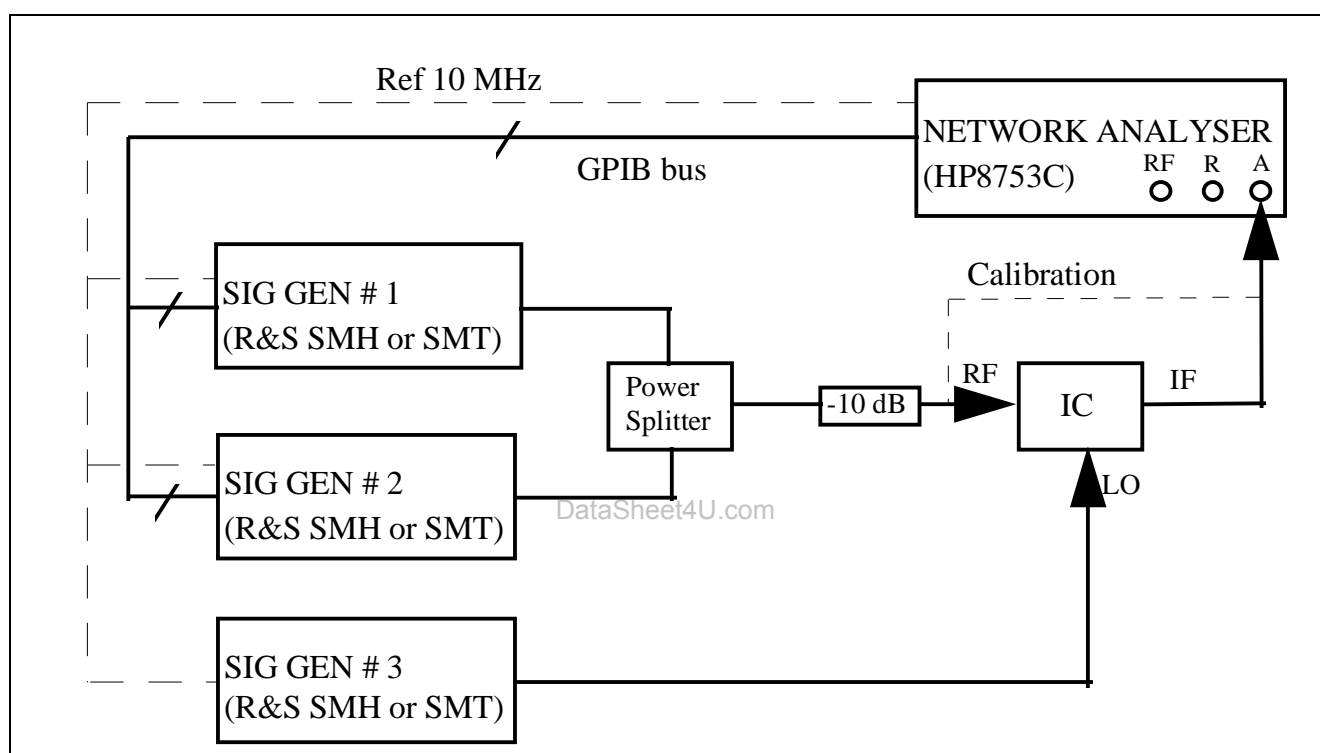 Ref 10 MHz
NETWORK ANALYSER
(HP8753C)
RF R A
GPIB bus
Calibration
SIG GEN # 1
(R&S SMH or SMT)
Power
Splitter
-10 dB
RF
IC
IF
SIG GEN # 2
(R&S SMH or SMT)
LO
DataSheet4U.com
SIG GEN # 3
(R&S SMH or SMT)